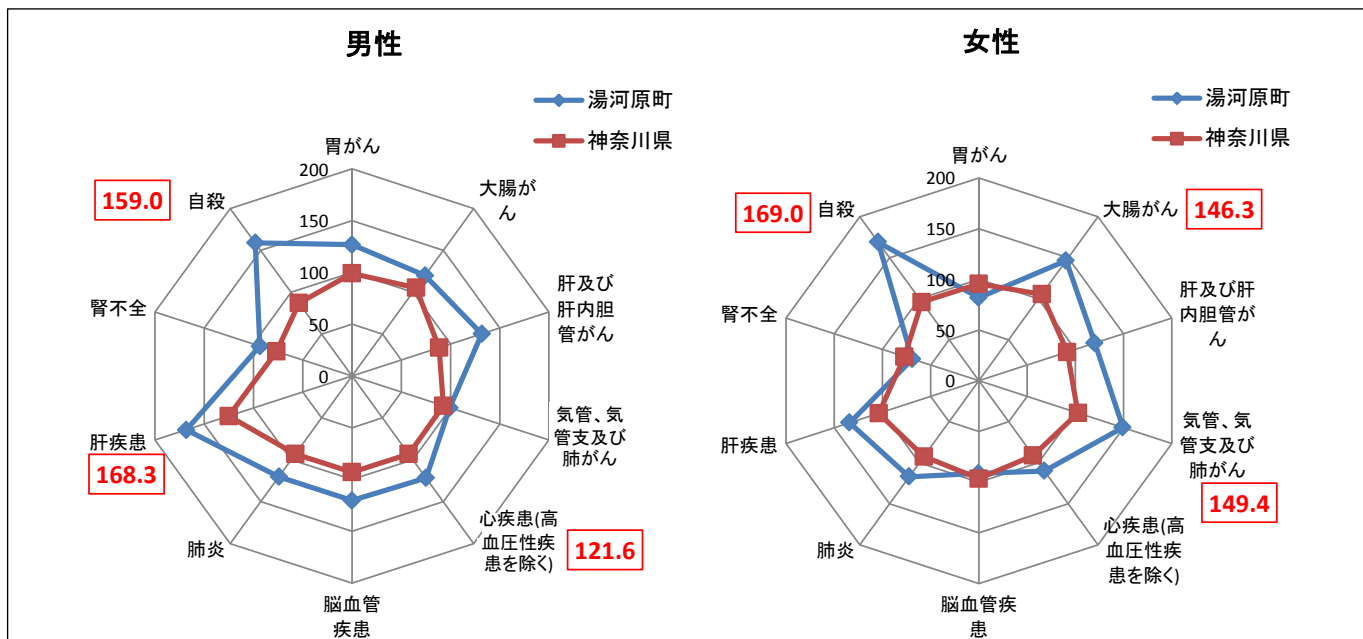 男性
湯河原町
神奈川県
胃がん
大腸が
ん
肝及び
肝内胆
管がん
気管、気
管支及び
肺がん
心疾患(高
血圧性疾
患を除く)
121.6
脳血管
疾患
肺炎
肝疾患
168.3
腎不全
自殺
159.0
200
150
100
50
0
女性
湯河原町
神奈川県
胃がん
大腸がん
146.3
肝及び肝
内胆管が
ん
気管、気
管支及び
肺がん
149.4
心疾患(高
血圧性疾
患を除く)
脳血管疾
患
肺炎
肝疾患
腎不全
自殺
169.0
200
150
100
50
0